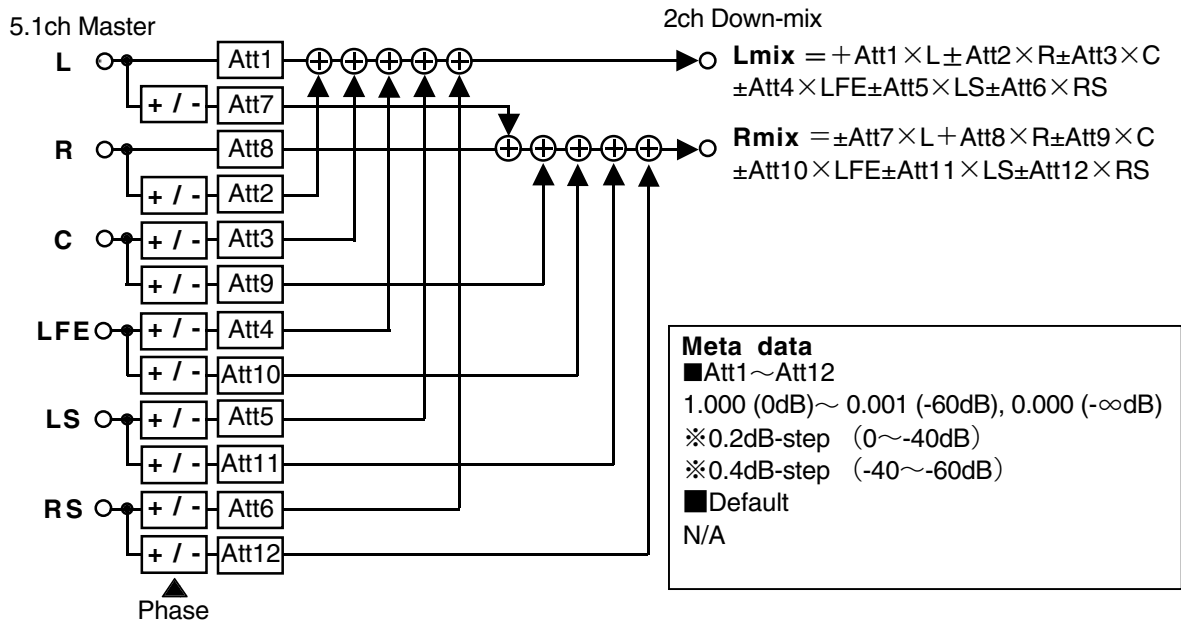 5.1ch Master
2ch Down-mix
L + / - Att1 Att7
R Att8 + / - Att2
C + / - Att3 + / - Att9
LFE + / - Att4 + / - Att10
LS + / - Att5 + / - Att11
RS + / - Att6 + / - Att12
Phase
Lmix =+Att1×L±Att2×R±Att3×C
±Att4×LFE±Att5×LS±Att6×RS
Rmix =±Att7×L+Att8×R±Att9×C
±Att10×LFE±Att11×LS±Att12×RS
Meta data
■Att1～Att12
1.000 (0dB)～ 0.001 (-60dB), 0.000 (-∞dB)
※0.2dB-step （0～-40dB）
※0.4dB-step （-40～-60dB）
■Default
N/A